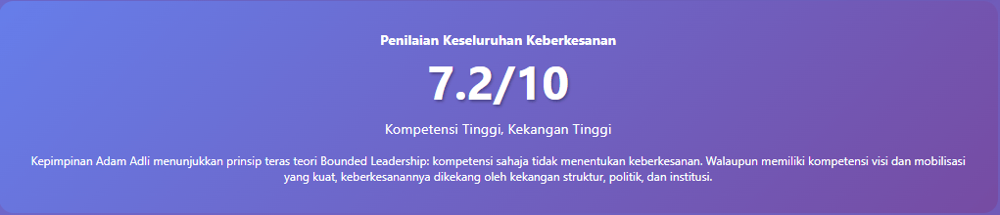 Penilaian Keseluruhan Keberkesanan
7.2/10
Kompetensi Tinggi, Kekangan Tinggi
Kepimpinan Adam Adli menunjukkan prinsip teras teori Bounded Leadership: kompetensi sahaja tidak menentukan keberkesanan. Walaupun memiliki kompetensi visi dan mobilisasi
yang kuat, keberkesanannya dikekang oleh kekangan struktur, politik, dan institusi.